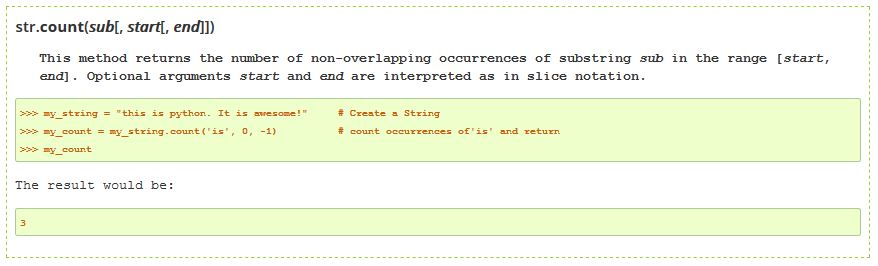 str.count(sub[, start[, end]])
This method returns the number of non-overlapping occurrences of substring sub in the range [start,
end]. Optional arguments start and end are interpreted as in slice notation.
>>> my_string = "this is python. It is awesome!" # Create a String
>>> my_count = my_string.count('is', 0, -1) # count occurrences of'is' and return
>>> my_count
The result would be:
3